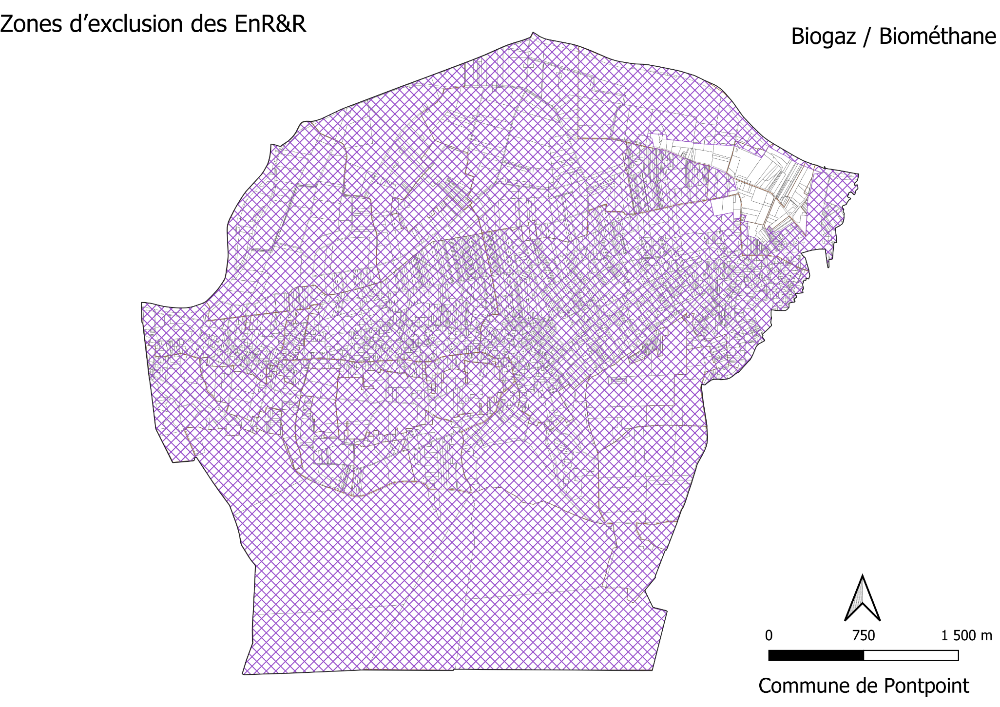 Zones d’exclusion des EnR&R
Biogaz / Biométhane
0 750 1 500 m
Commune de Pontpoint